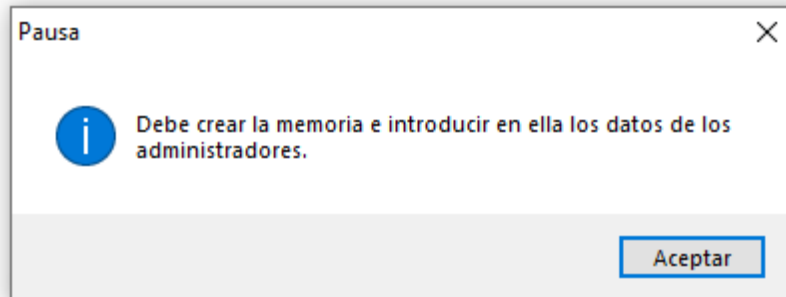 Pausa
Debe crear la memoria e introducir en ella los datos de los
administradores.
Aceptar